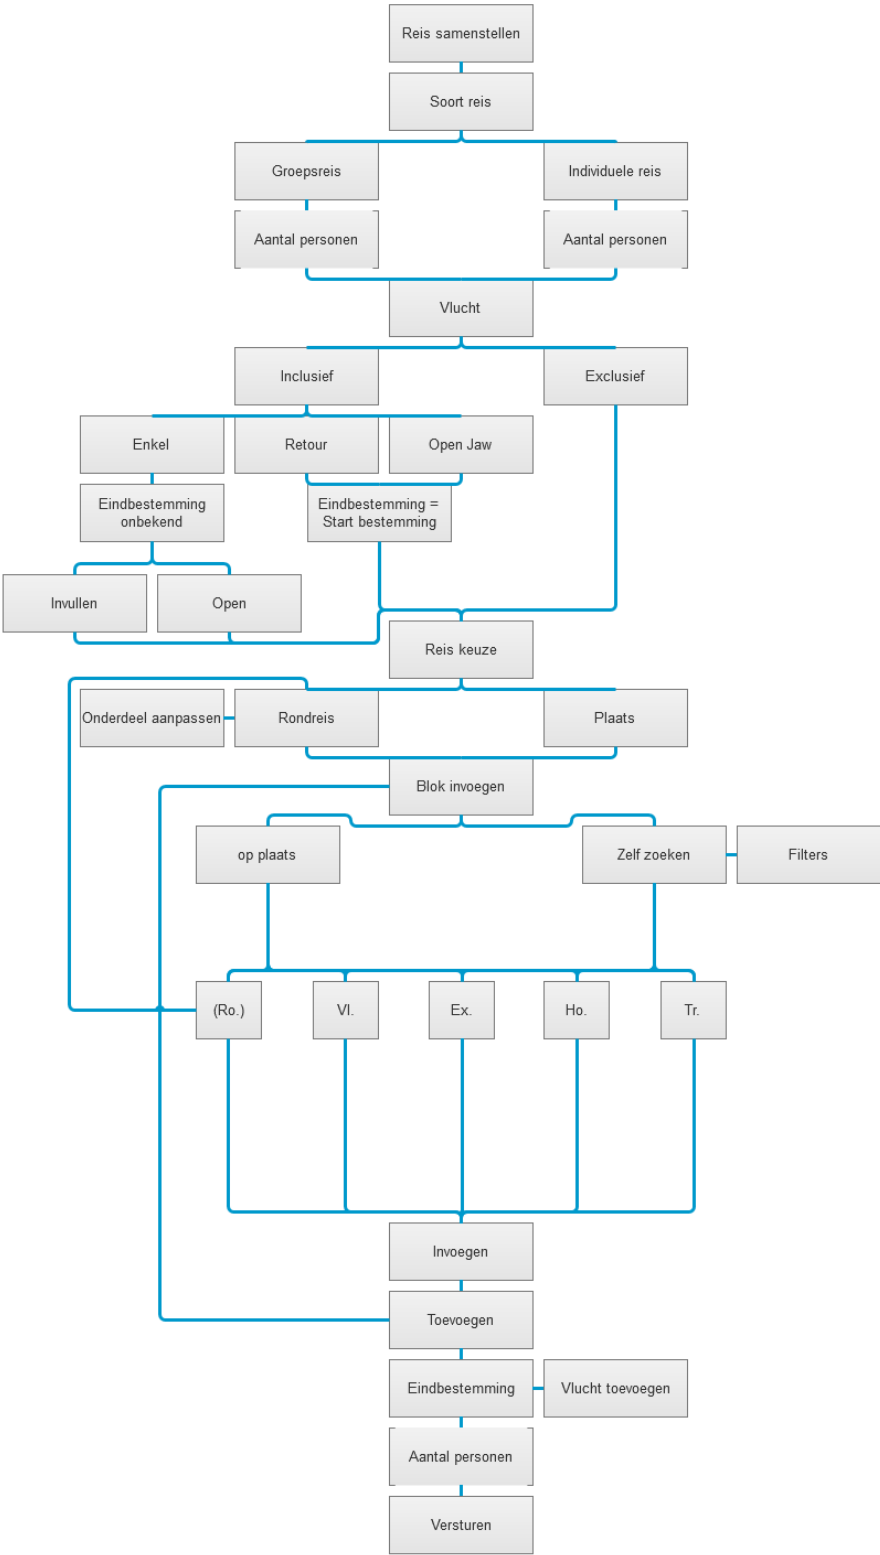 Reis samenstellen
Soort reis
Groepsreis
Individuele reis
Aantal personen
Aantal personen
Vlucht
Inclusief
Exclusief
Enkel
Retour
Open Jaw
Eindbestemming
onbekend
Eindbestemming =
Start bestemming
Invullen
Open
Reis keuze
Onderdeel aanpassen
Rondreis
Plaats
Blok invoegen
op plaats
Zelf zoeken
Filters
(Ro.)
Vl.
Ex.
Ho.
Tr.
Invoegen
Toevoegen
Eindbestemming
Vlucht toevoegen
Aantal personen
Versturen